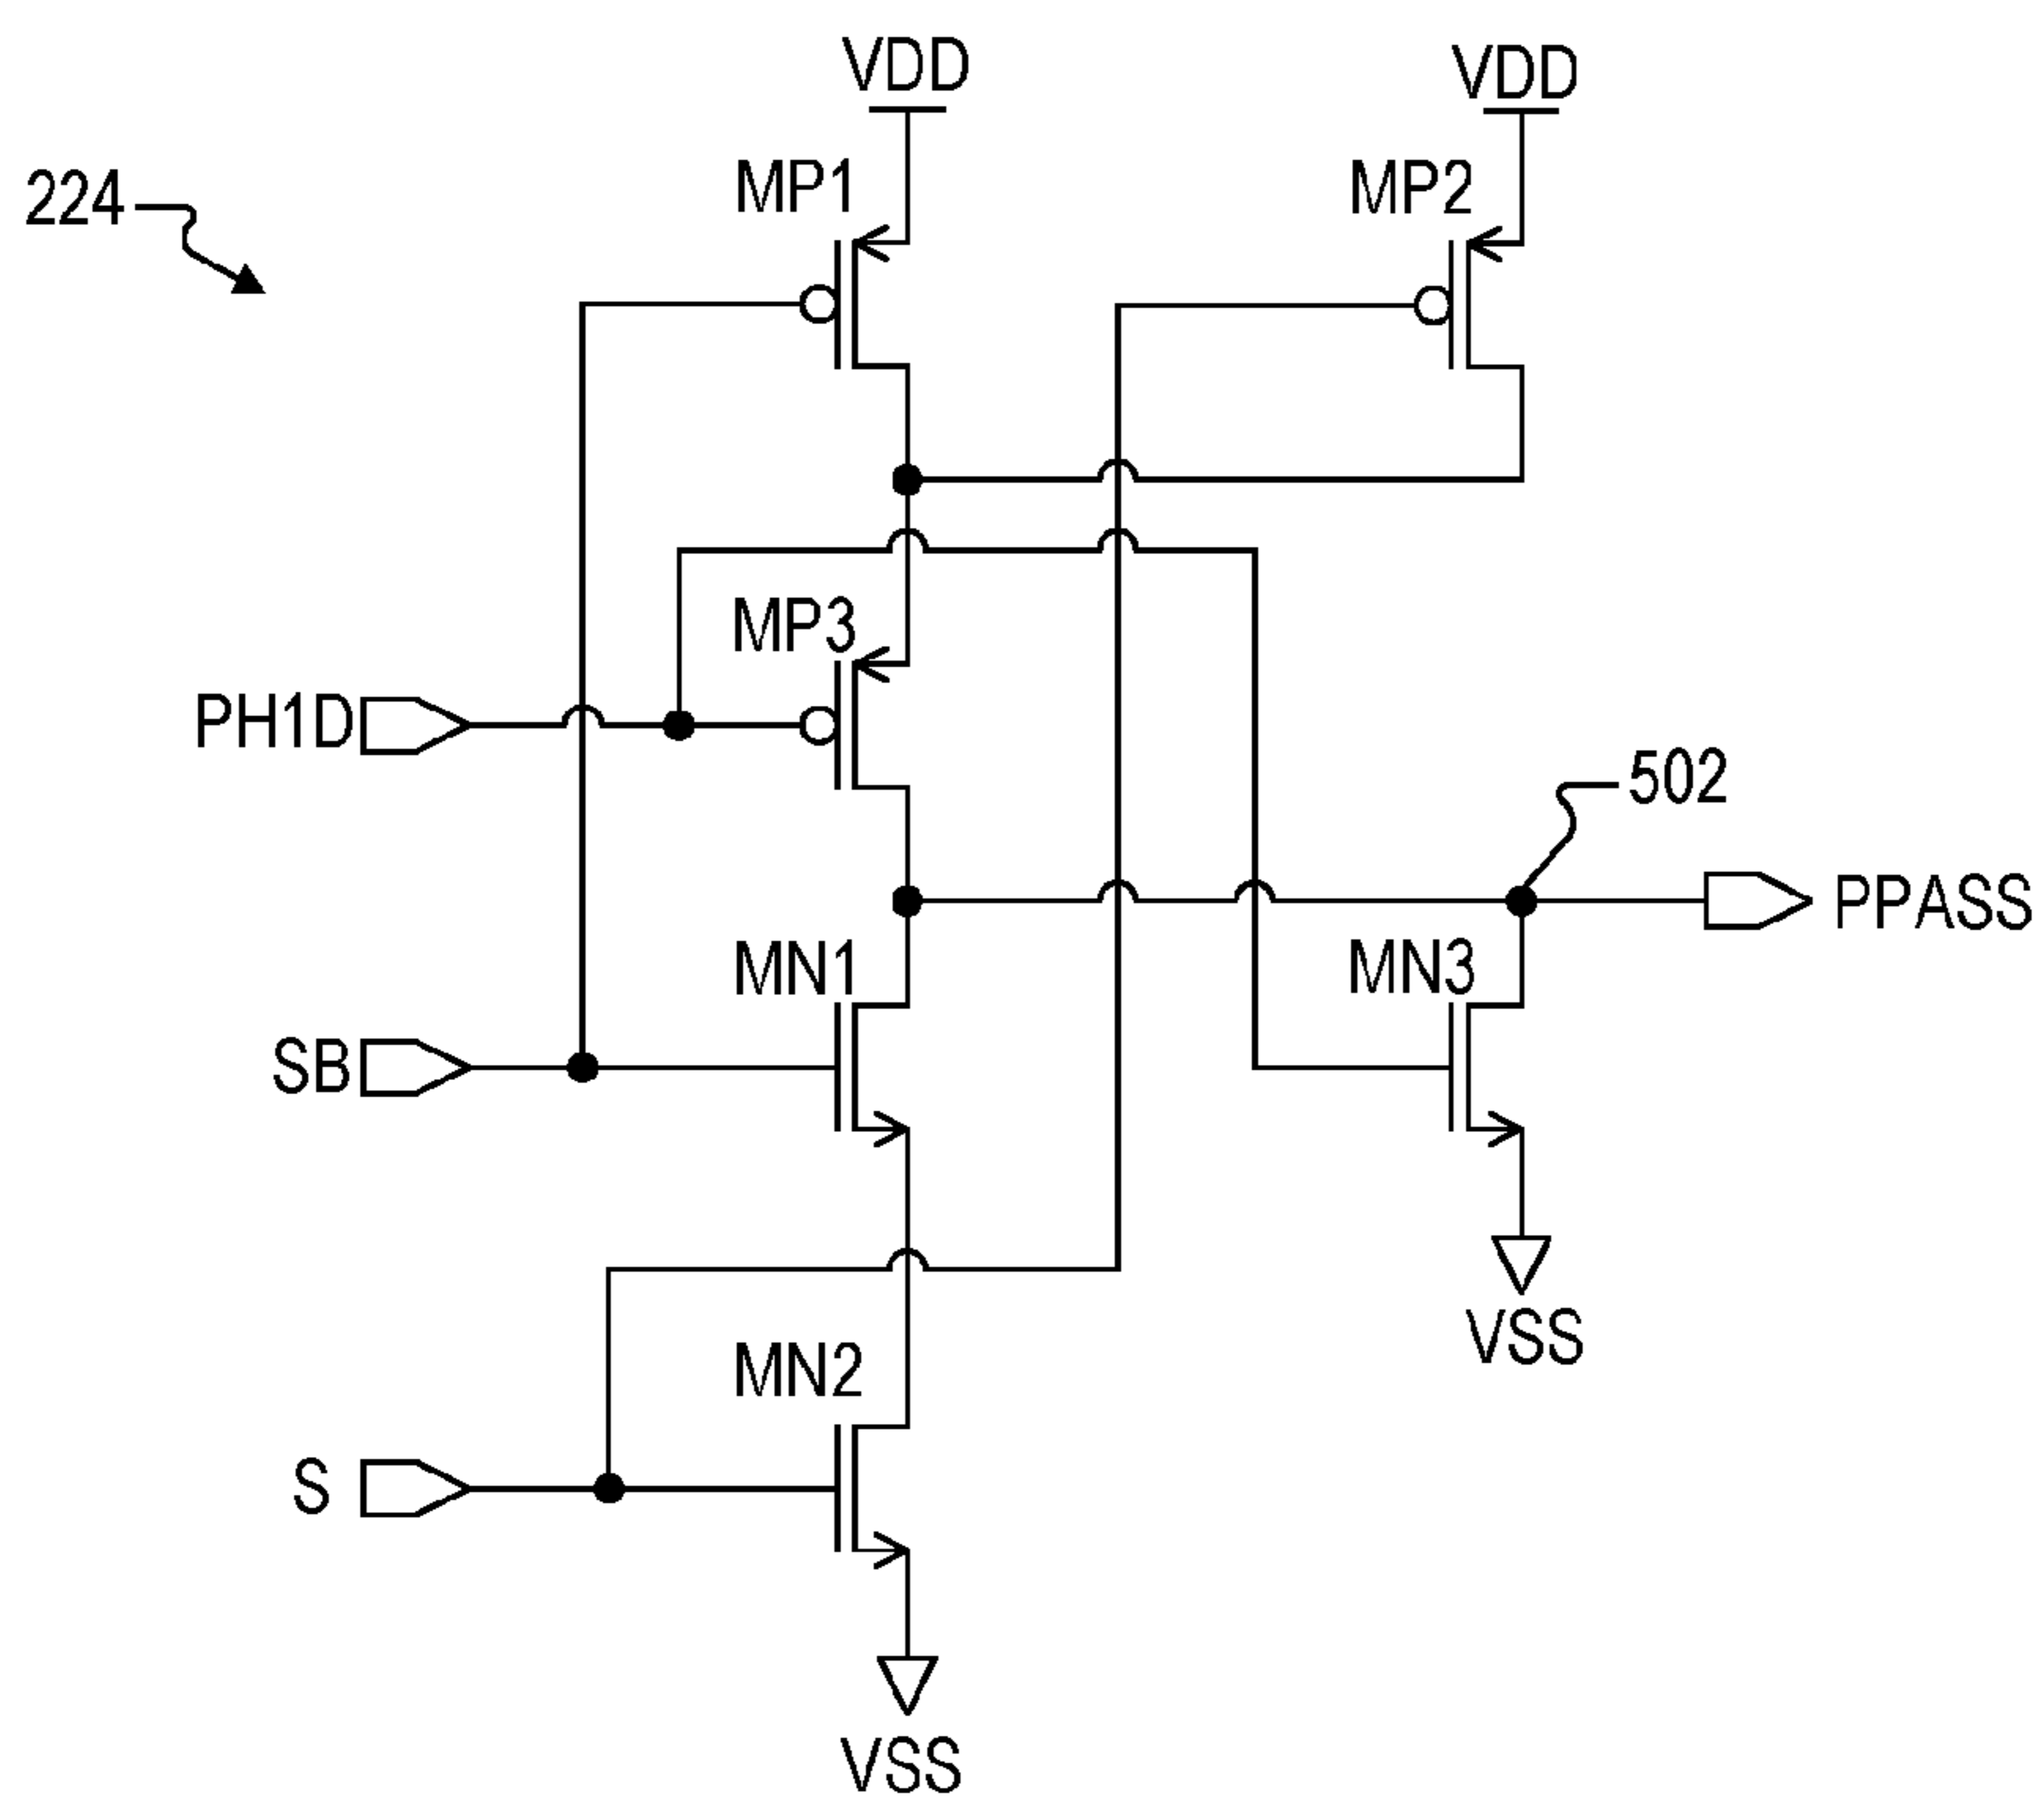 VDD
VDD
MP1
MP2
224
MP3
PH1D
502
PPASS
MN1
MN3
SB
VSS
MN2
S
VSS